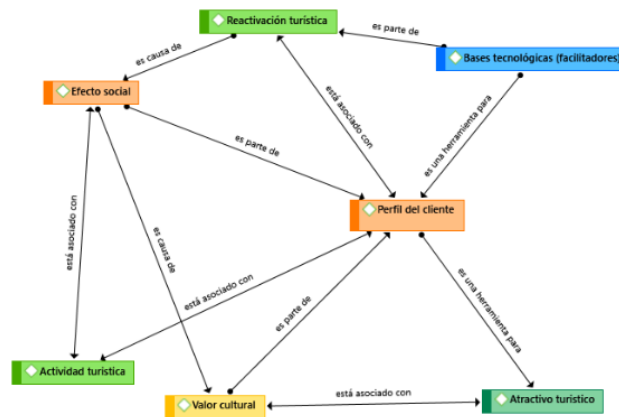 Reactivación turística
es parte de
es causa de
Bases tecnológicas (facilitadores)
Efecto social
está asociado con
es una herramienta para
es parte de
Perfil del cliente
está asociado con
es causa de
está asociado con
es parte de
es una herramienta para
Actividad turística
Valor cultural
está asociado con
Atractivo turistico